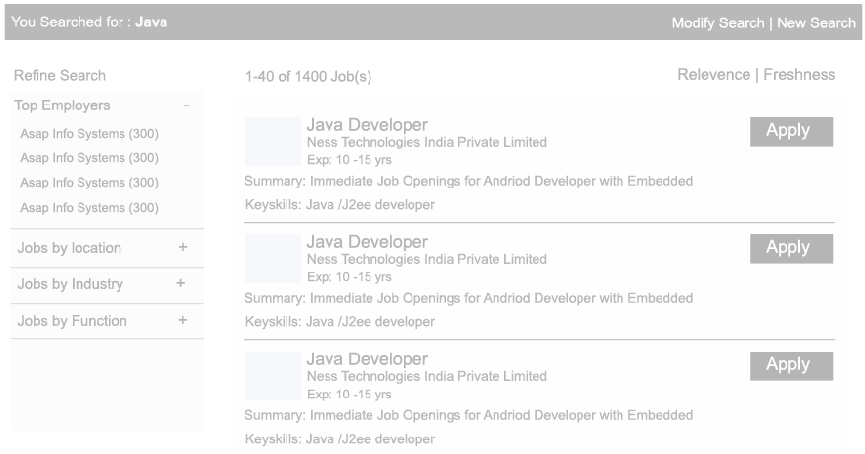 You Searched for : Java
Modify Search | New Search
Refine Search
Top Employers -
Asap Info Systems (300)
Asap Info Systems (300)
Asap Info Systems (300)
Asap Info Systems (300)
Jobs by location +
Jobs by Industry +
Jobs by Function +
1-40 of 1400 Job(s)
Relevence | Freshness
Java Developer
Ness Technologies India Private Limited
Exp: 10 -15 yrs
Apply
Summary: Immediate Job Openings for Andriod Developer with Embedded
Keyskills: Java /J2ee developer
Java Developer
Ness Technologies India Private Limited
Exp: 10 -15 yrs
Apply
Summary: Immediate Job Openings for Andriod Developer with Embedded
Keyskills: Java /J2ee developer
Java Developer
Ness Technologies India Private Limited
Exp: 10 -15 yrs
Apply
Summary: Immediate Job Openings for Andriod Developer with Embedded
Keyskills: Java /J2ee developer